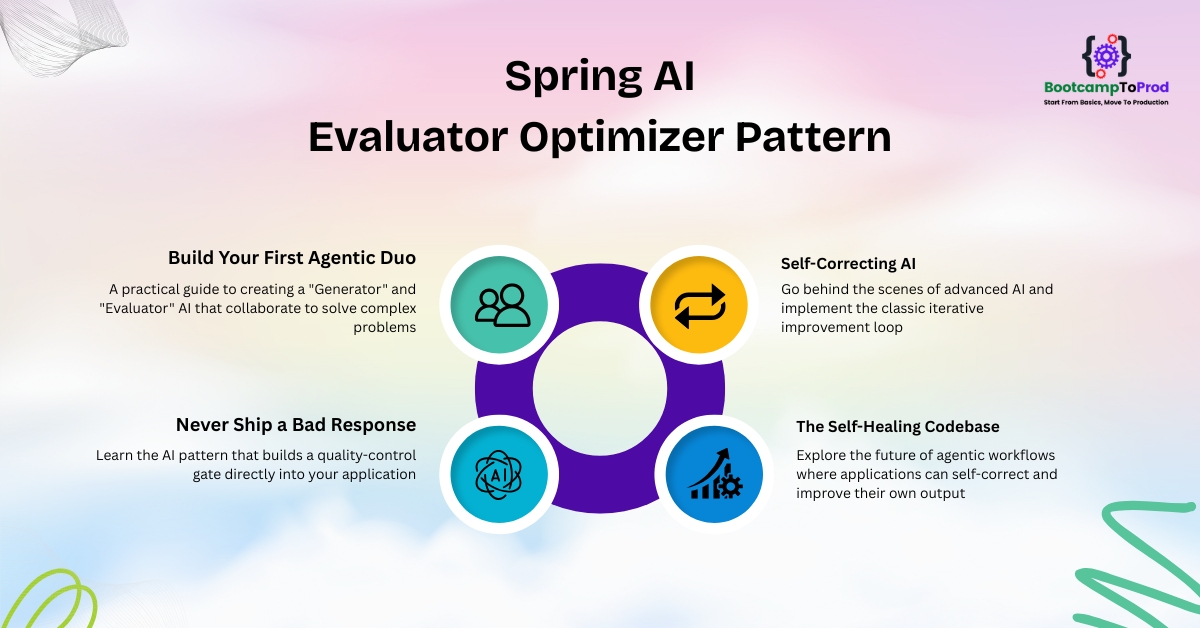 Spring AI
Evaluator Optimizer Pattern
BootcampToProd
Start From Basics, Move To Production
Build Your First Agentic Duo
A practical guide to creating a "Generator" and
"Evaluator" AI that collaborate to solve complex
problems
Self-Correcting AI
Go behind the scenes of advanced AI and
implement the classic iterative
improvement loop
Never Ship a Bad Response
Learn the AI pattern that builds a quality-control
gate directly into your application
AI
The Self-Healing Codebase
Explore the future of agentic workflows
where applications can self-correct and
improve their own output